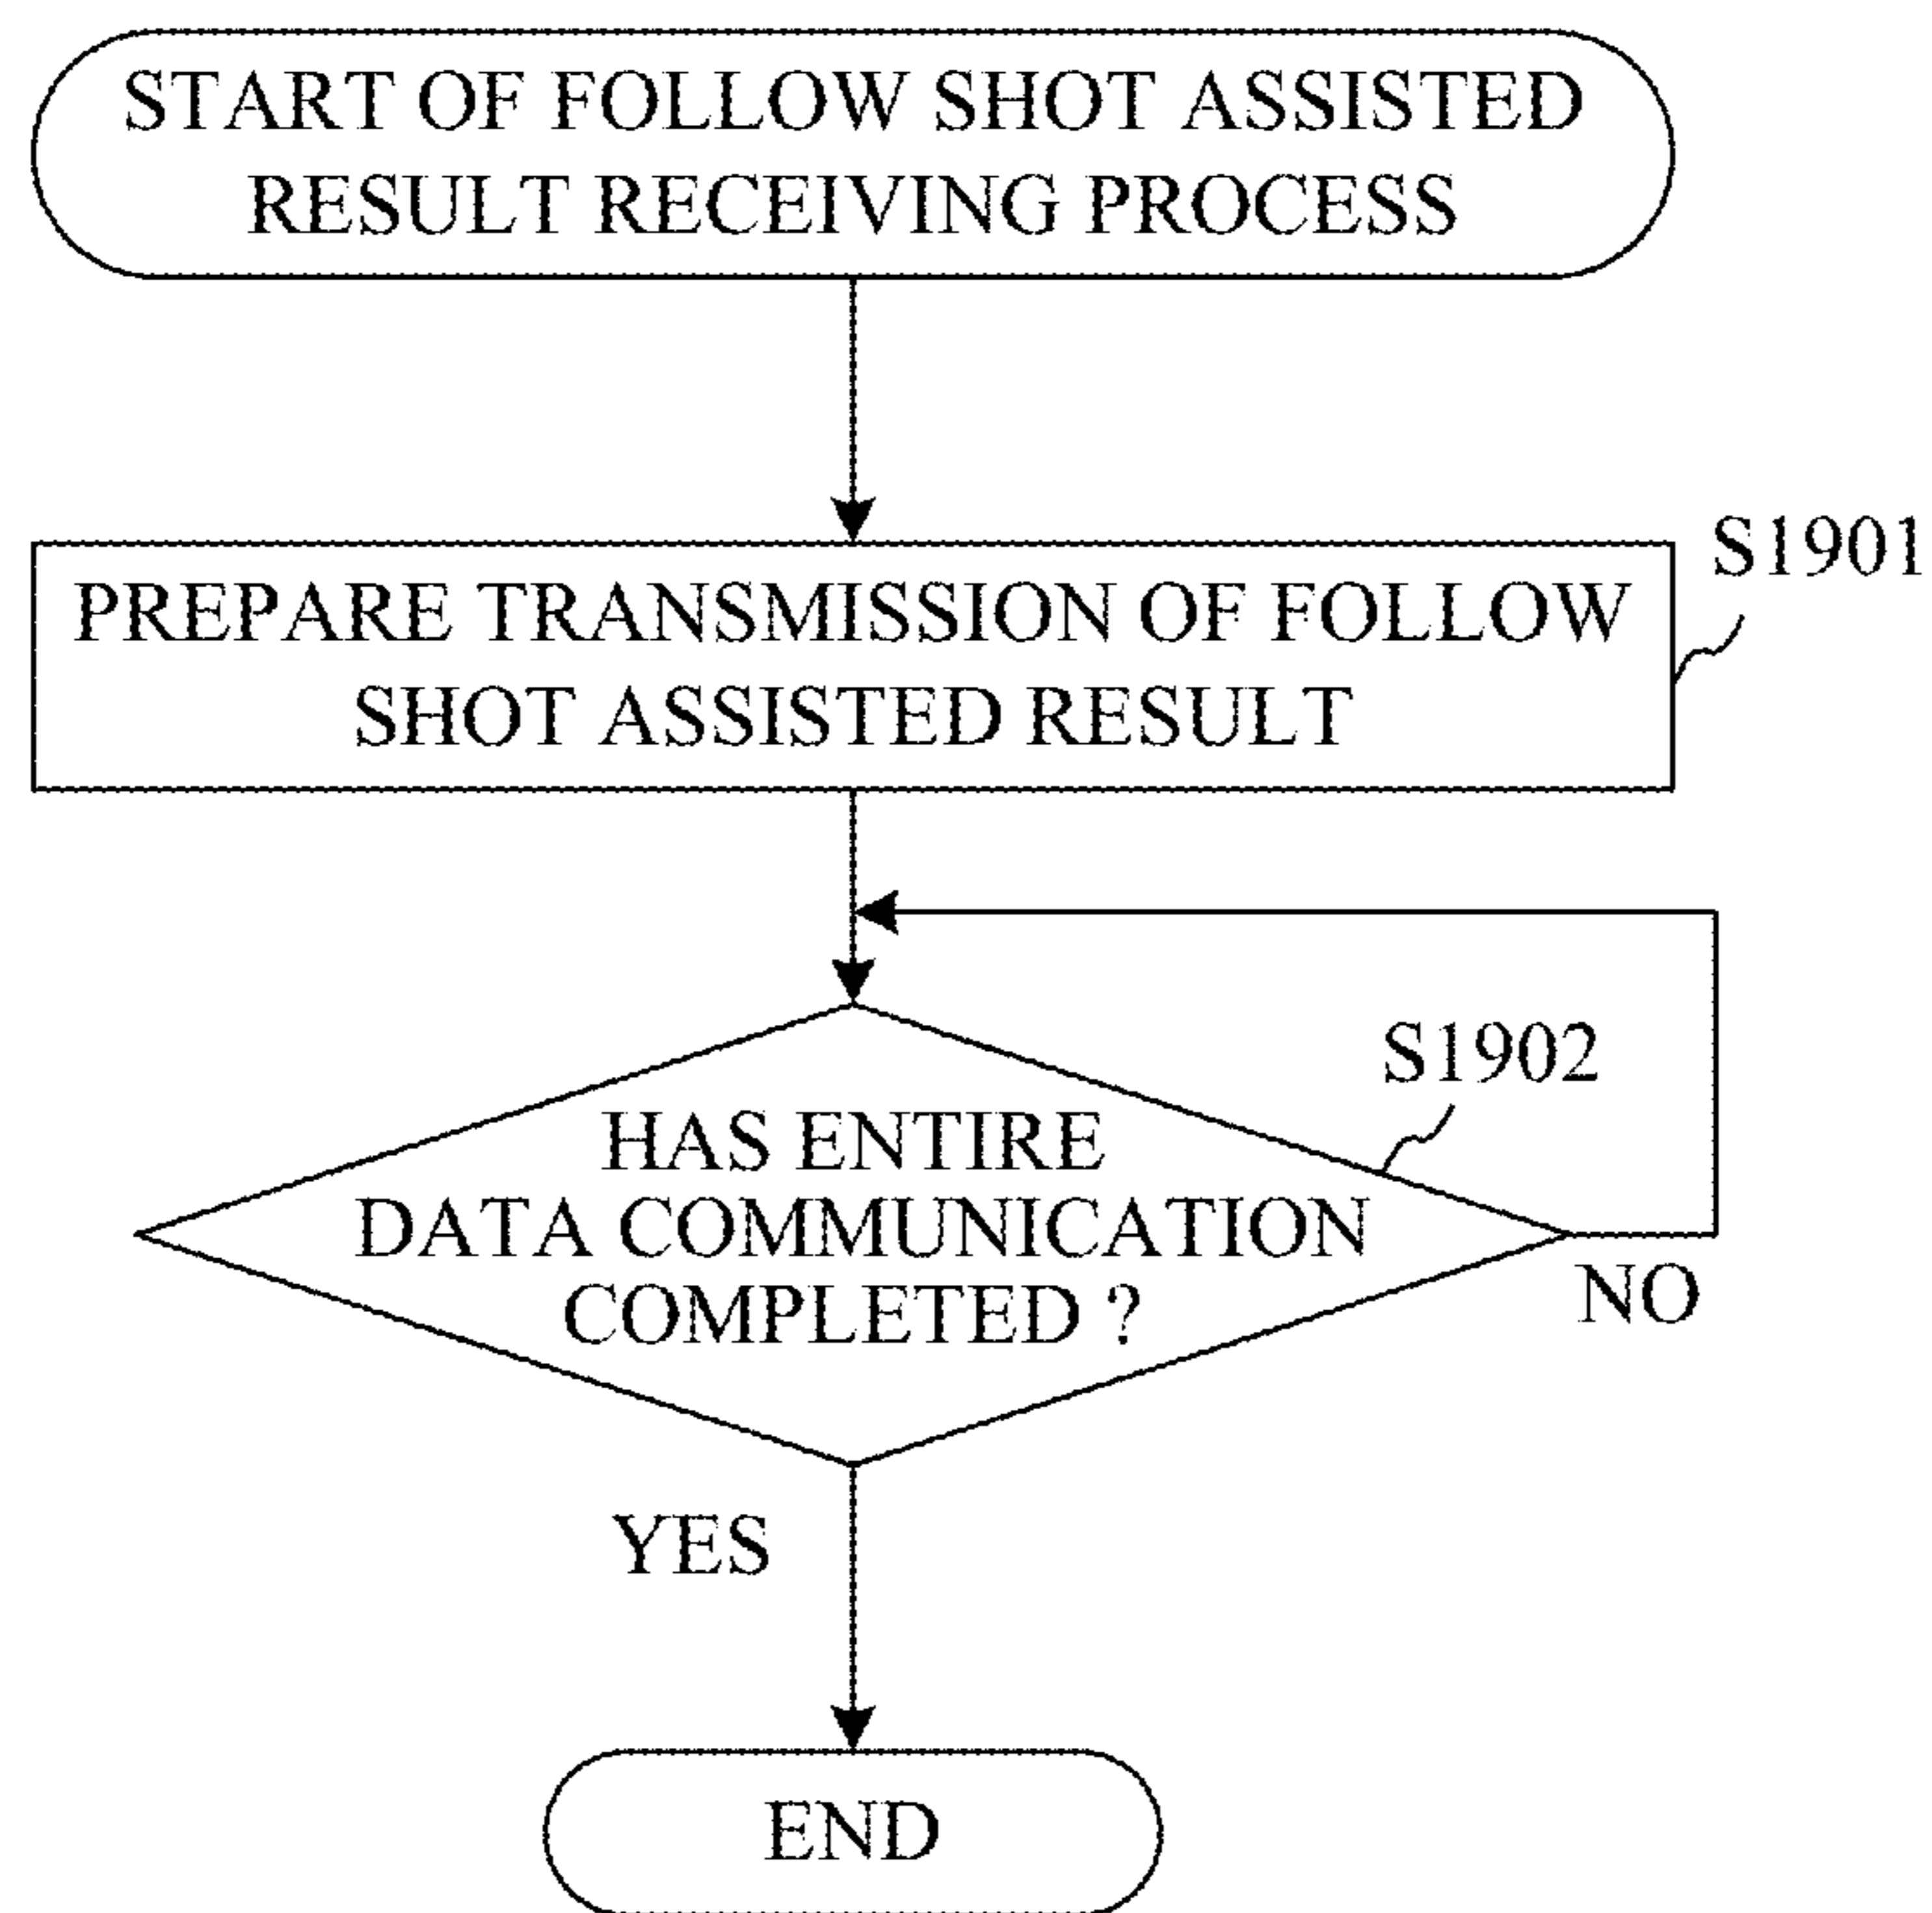 START OF FOLLOW SHOT ASSISTED
RESULT RECEIVING PROCESS
S1901
PREPARE TRANSMISSION OF FOLLOW
SHOT ASSISTED RESULT
S1902
HAS ENTIRE
DATA COMMUNICATION
COMPLETED ?
NO
YES
END